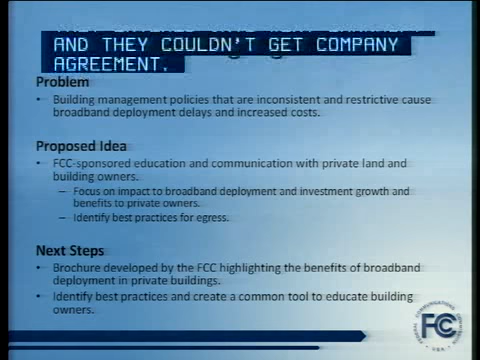 AND THEY COULDN'T GET COMPANY
AGREEMENT.
Problem
• Building management policies that are inconsistent and restrictive cause
broadband deployment delays and increased costs.
Proposed Idea
• FCC-sponsored education and communication with private land and
building owners.
– Focus on impact to broadband deployment and investment growth and
benefits to private owners.
– Identify best practices for egress.
Next Steps
• Brochure developed by the FCC highlighting the benefits of broadband
deployment in private buildings.
• Identify best practices and create a common tool to educate building
owners.
FEDERAL COMMUNICATIONS COMMISSION
FCC
USA